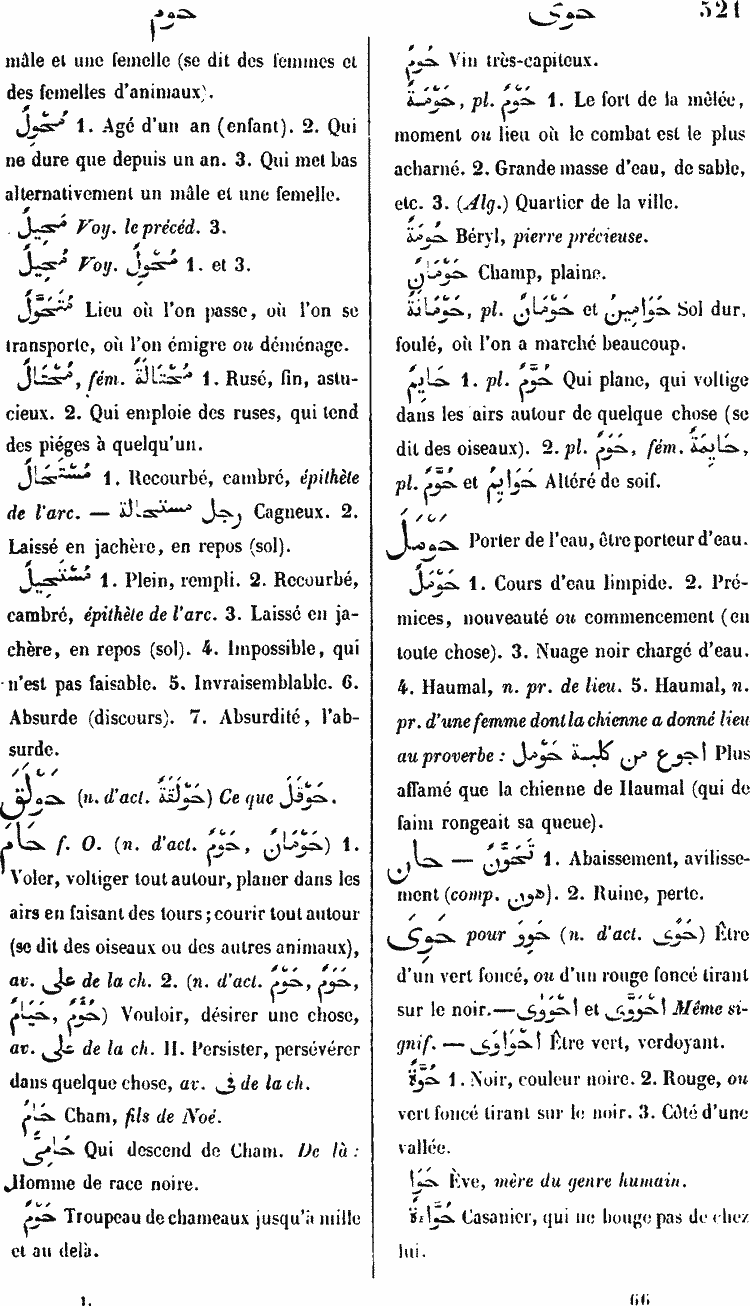 حوم
حوى
521
mâle et une femelle (se dit des femmes et
des femelles d'animaux).
مُحْوِلٌ 1. Agé d'un an (enfant). 2. Qui
ne dure que depuis un an. 3. Qui met bas
alternativement un mâle et une femelle.
مُحِيلٌ Voy. le précéd. 3.
مُحِيلٌ Voy. مُحْوِلٌ 1. et 3.
مُتَحَوَّلٌ Lieu où l'on passe, où l'on se
transporte, où l'on émigre ou déménage.
مُحْتَالٌ, fém. مُحْتَالَةٌ 1. Rusé, fin, astu-
cieux. 2. Qui emploie des ruses, qui tend
des piéges à quelqu'un.
مُسْتَحَالٌ 1. Recourbé, cambré, épithète
de l'arc. — رجل مستحالة Cagneux. 2.
Laissé en jachère, en repos (sol).
مُسْتَحِيلٌ 1. Plein, rempli. 2. Recourbé,
cambré, épithète de l'arc. 3. Laissé en ja-
chère, en repos (sol). 4. Impossible, qui
n'est pas faisable. 5. Invraisemblable. 6.
Absurde (discours). 7. Absurdité, l'ab-
surde.
حَوْلَقَ (n. d'act. حَوْلَقَةٌ) Ce que حَوْقَلَ.
حَامَ f. O. (n. d'act. حَوْمٌ, حَوَمَانٌ) 1.
Voler, voltiger tout autour, planer dans les
airs en faisant des tours; courir tout autour
(se dit des oiseaux ou des autres animaux),
av. على de la ch. 2. (n. d'act. حَوْمٌ,
حِيَامٌ) Vouloir, désirer une chose,
av. على de la ch. II. Persister, persévérer
dans quelque chose, av. فى de la ch.
حَامٌ Cham, fils de Noé.
حَامِىٌّ Qui descend de Cham. De là:
Homme de race noire.
حَوْمٌ Troupeau de chameaux jusqu'à mille
et au delà.
1.
حُومٌ Vin très-capiteux.
حَوْمَةٌ, pl. حَوْمٌ 1. Le fort de la mêlée,
moment ou lieu où le combat est le plus
acharné. 2. Grande masse d'eau, de sable,
etc. 3. (Alg.) Quartier de la ville.
حُومَةٌ Béryl, pierre précieuse.
حَوْمَانٌ Champ, plaine.
حَوْمَانَةٌ, pl. حَوْمَانٌ et حَوَامِينُ Sol dur,
foulé, où l'on a marché beaucoup.
حَايِمٌ 1. pl. حُوَّمٌ Qui plane, qui voltige
dans les airs autour de quelque chose (se
dit des oiseaux). 2. pl. حَوْمٌ, fém. حَايِمَةٌ,
pl. حُوَّمٌ et حَوَايِمُ Altéré de soif.
حَوْمَلَ Porter de l'eau, être porteur d'eau.
حَوْمَلٌ 1. Cours d'eau limpide. 2. Pré-
mices, nouveauté ou commencement (en
toute chose). 3. Nuage noir chargé d'eau.
4. Haumal, n. pr. de lieu. 5. Haumal, n.
pr. d'une femme dont la chienne a donné lieu
au proverbe : اجوع من كلبة حَوْمل Plus
affamé que la chienne de Haumal (qui de
faim rongeait sa queue).
حان — تَحَوُّنٌ 1. Abaissement, avilisse-
ment (comp. هون). 2. Ruine, perte.
حَوِىَ pour حَوِوَ (n. d'act. حَوًى) Être
d'un vert foncé, ou d'un rouge foncé tirant
sur le noir.— احْوَوَى et احْوَوَّى Même si-
gnif. — احْوَاوَى Être vert, verdoyant.
حُوَّةٌ 1. Noir, couleur noire. 2. Rouge, ou
vert foncé tirant sur le noir. 3. Côté d'une
vallée.
حَوَّا Ève, mère du genre humain.
حُوَّاءَةٌ Casanier, qui ne bouge pas de chez
lui.
66